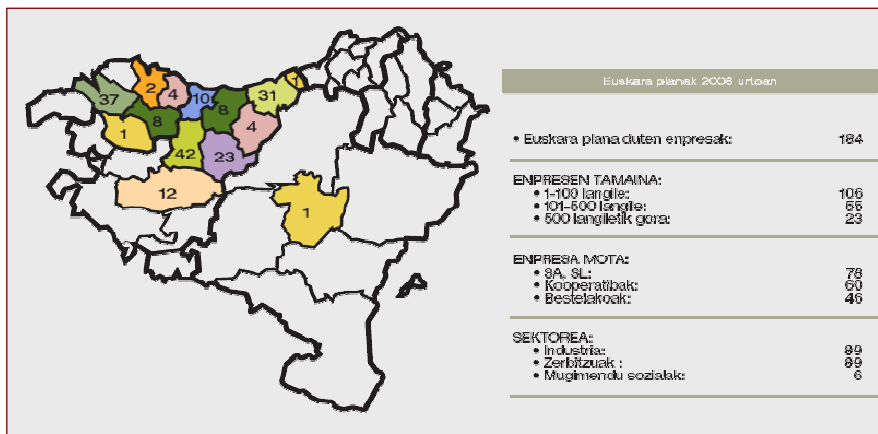 37
2
4
10
8
31
1
8
1
4
42
23
12
1
Euskara planak 2006 urtean
• Euskara plana duten enpresak: 184
ENPRESEN TAMAINA:
• 1-100 langile: 106
• 101-500 langile: 55
• 500 langiletik gora: 23
ENPRESA MOTA:
• SA, SL: 78
• Kooperatibak: 60
• Bestelakoak: 46
SEKTOREA:
• Industria: 89
• Zerbitzuak : 89
• Mugimendu sozialak: 6